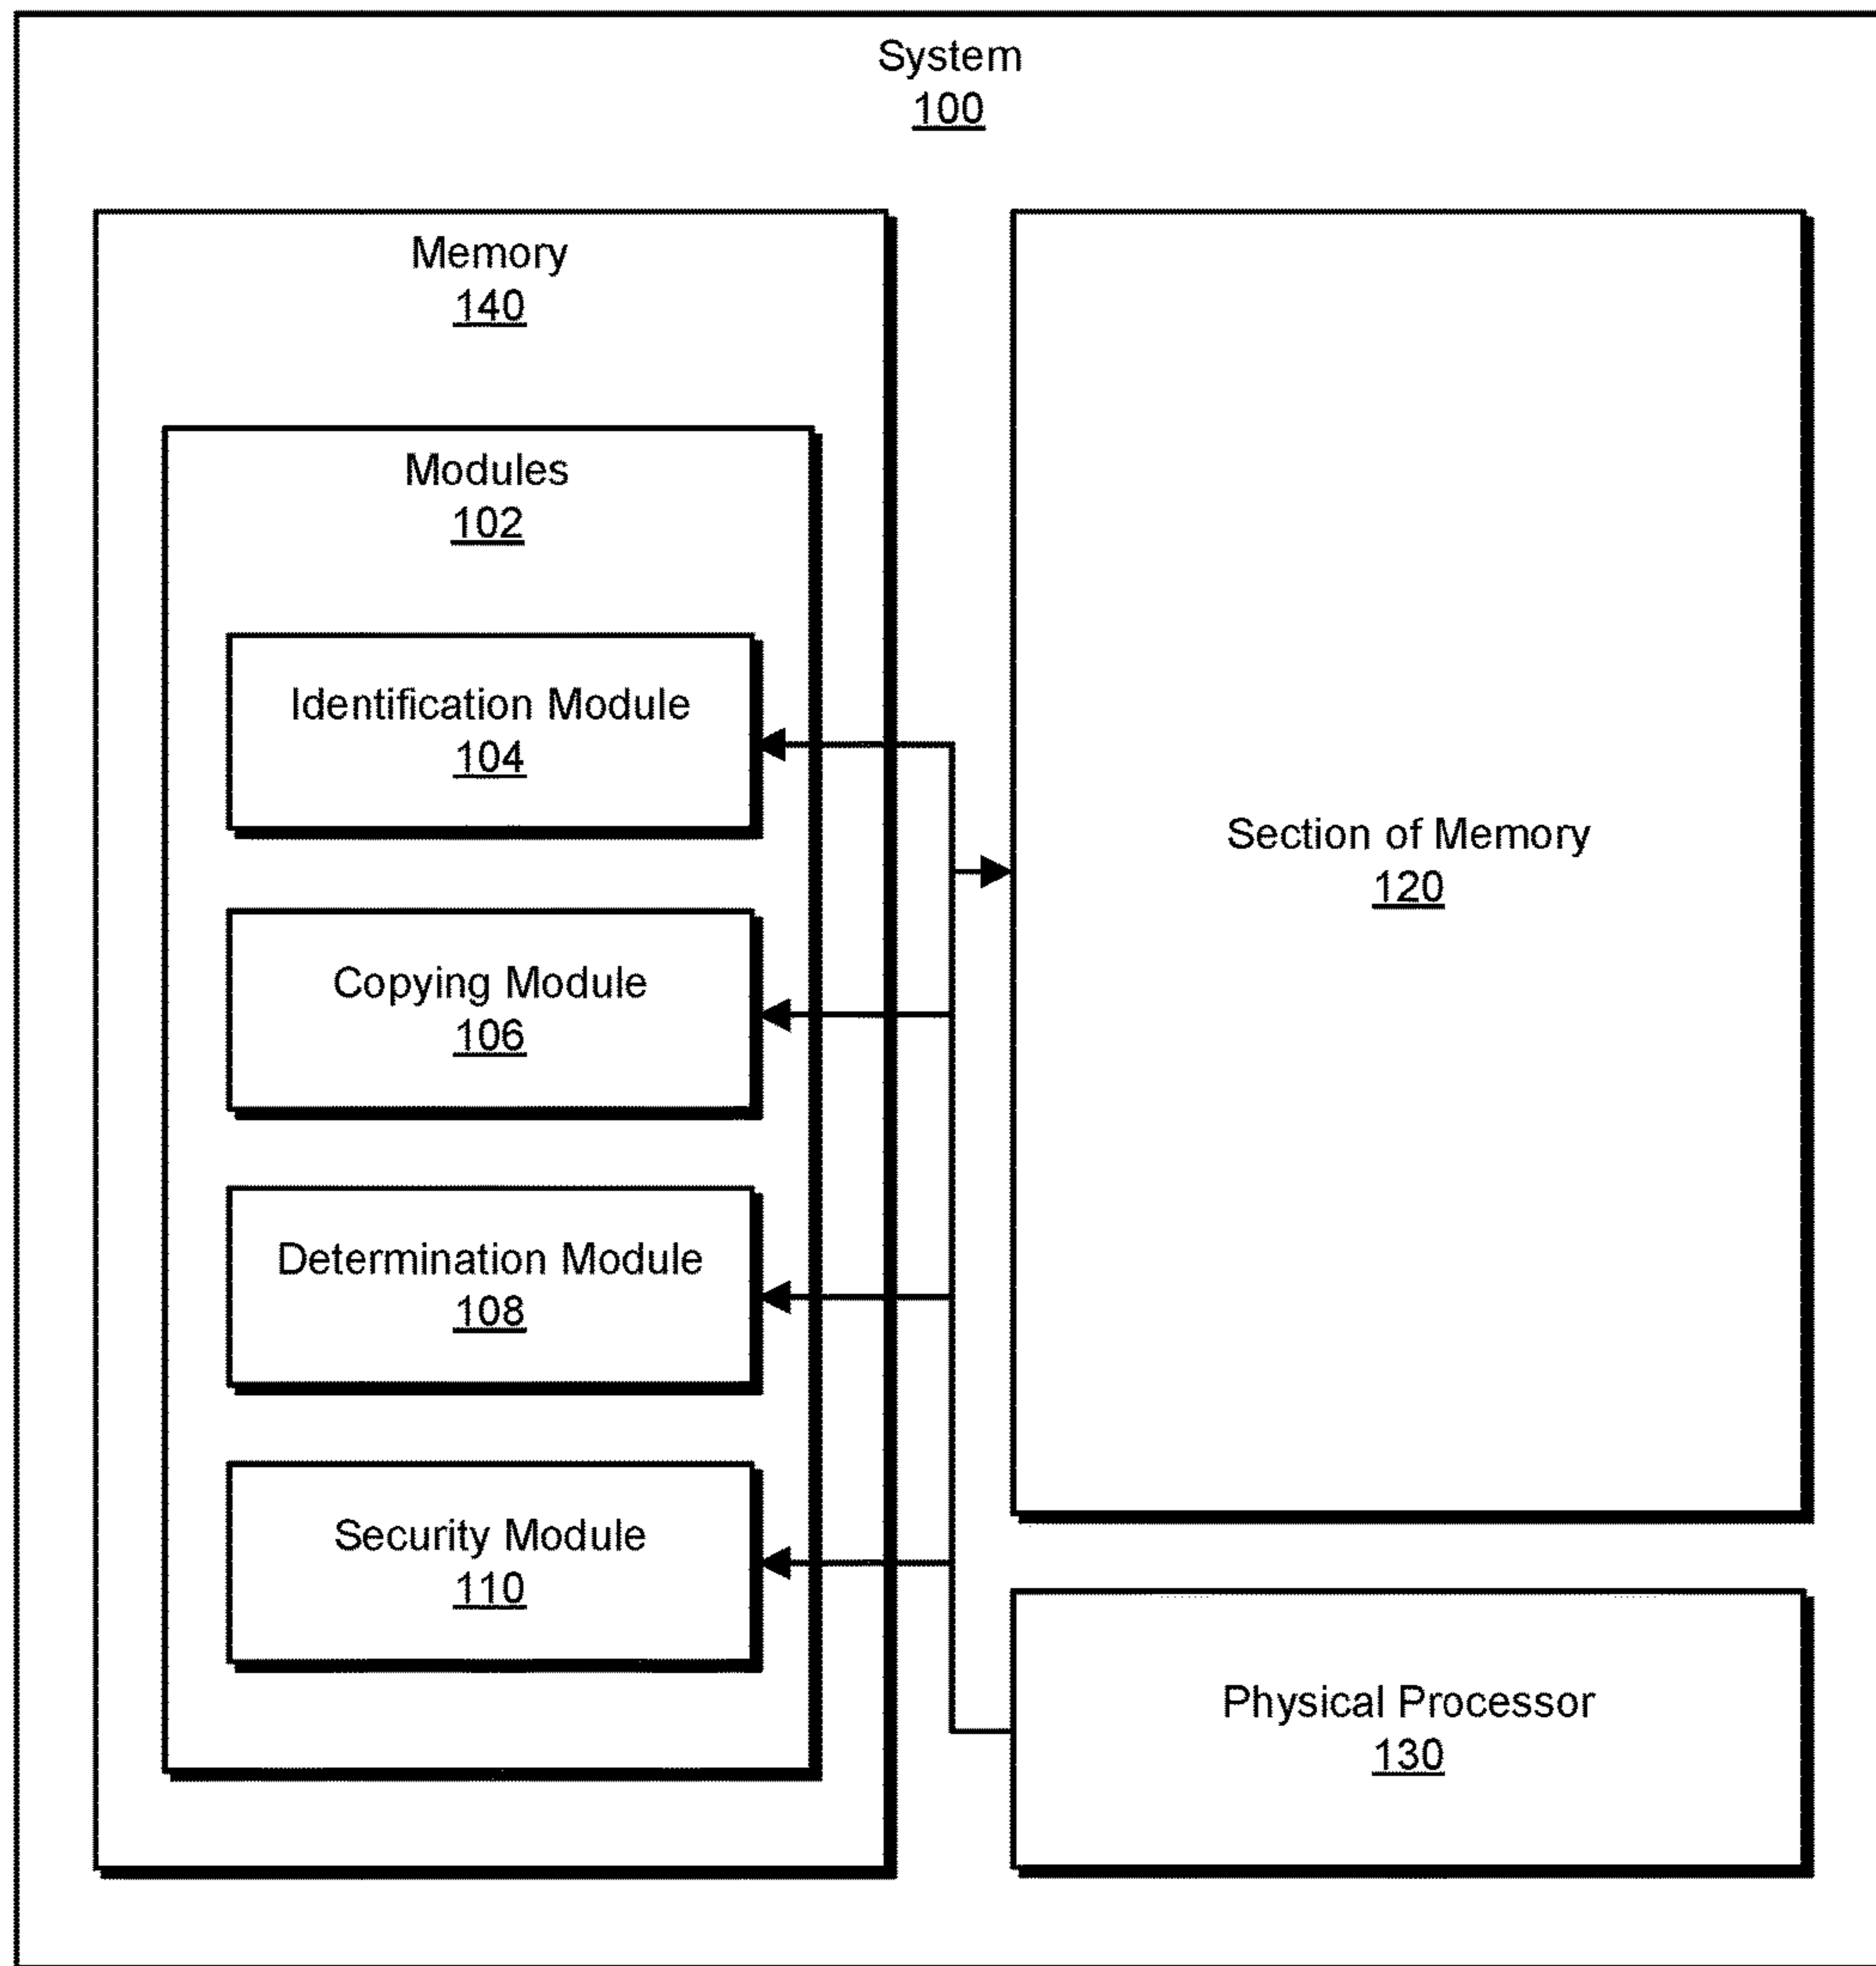 System
100
Memory
140
Modules
102
Identification Module
104
Copying Module
106
Determination Module
108
Security Module
110
Section of Memory
120
Physical Processor
130